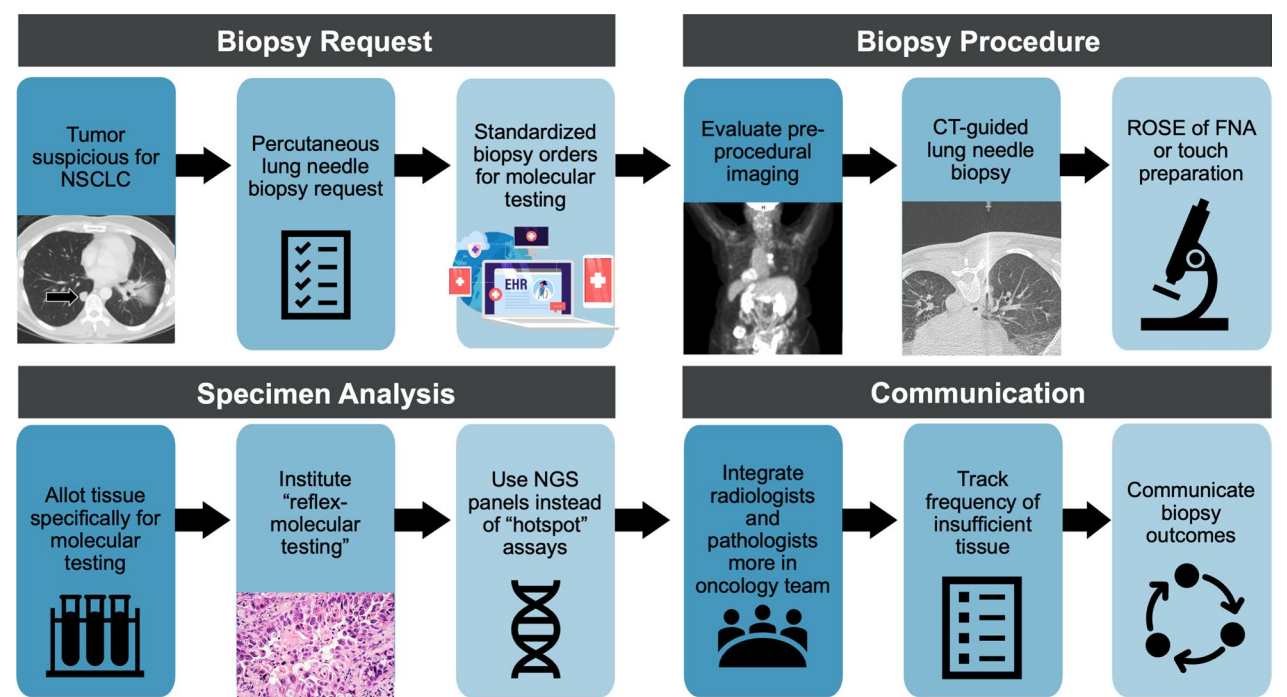 Biopsy Request
Biopsy Procedure
Tumor
suspicious for
NSCLC
Percutaneous
lung needle
biopsy request
Standardized
biopsy orders
for molecular
testing
EHR
Evaluate pre-
procedural
imaging
H
CT-guided
lung needle
biopsy
ROSE of FNA
or touch
preparation
Specimen Analysis
Communication
Allot tissue
specifically for
molecular
testing
Institute
“reflex-
molecular
testing”
Use NGS
panels instead
of “hotspot”
assays
Integrate
radiologists
and
pathologists
more in
oncology team
Track
frequency of
insufficient
tissue
Communicate
biopsy
outcomes